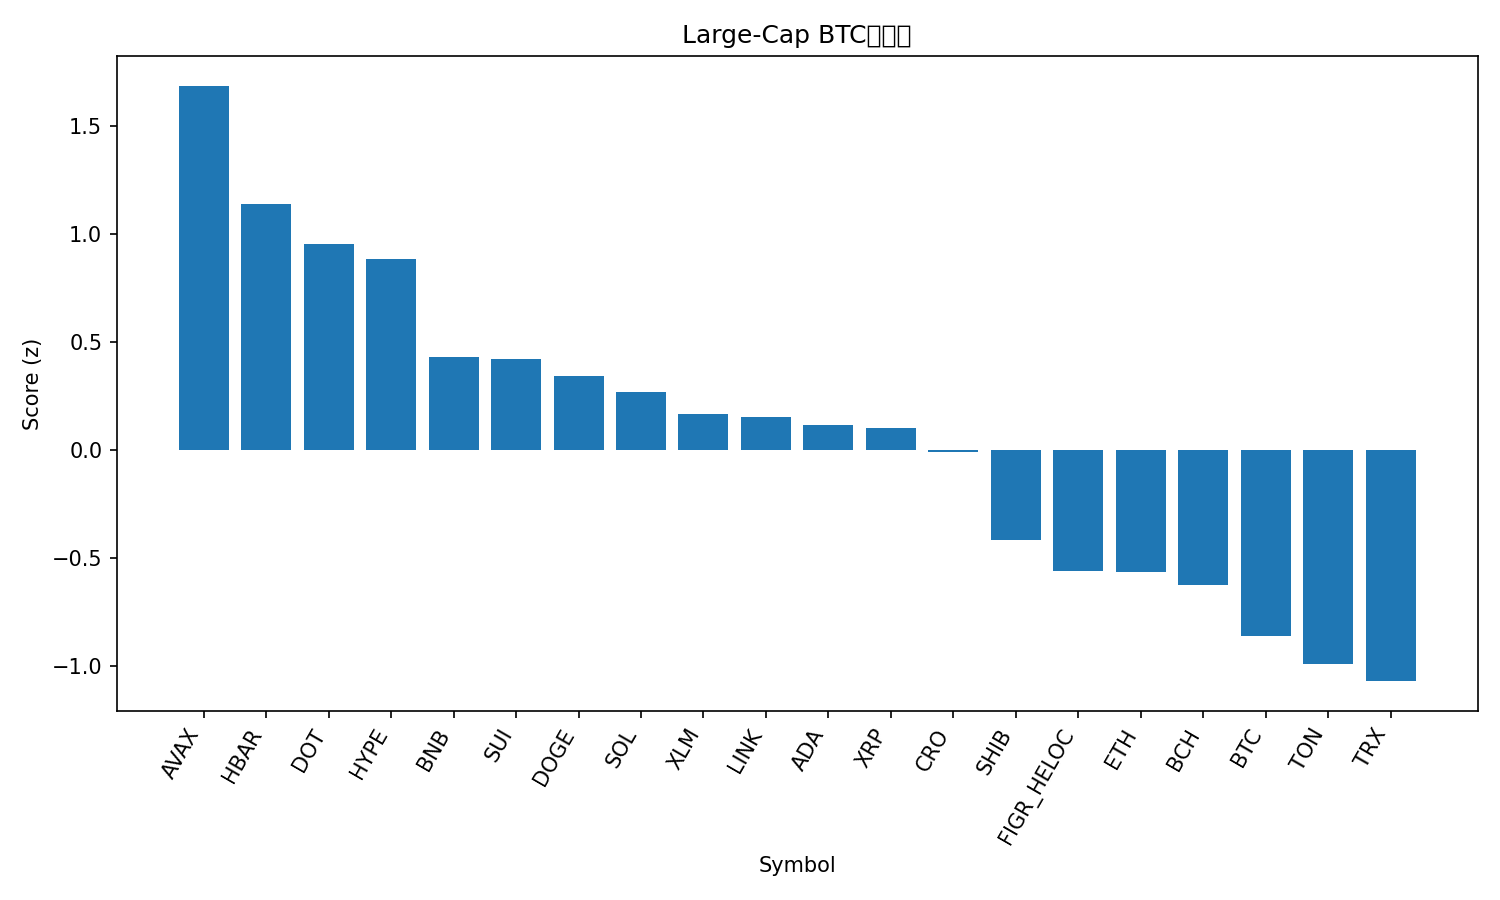 Large-Cap BTC
1.5
1.0
0.5
0.0
−0.5
−1.0
Score (z)
AVAX
HBAR
DOT
HYPE
BNB
SUI
DOGE
SOL
XLM
LINK
ADA
XRP
CRO
SHIB
FIGR_HELOC
ETH
BCH
BTC
TON
TRX
Symbol